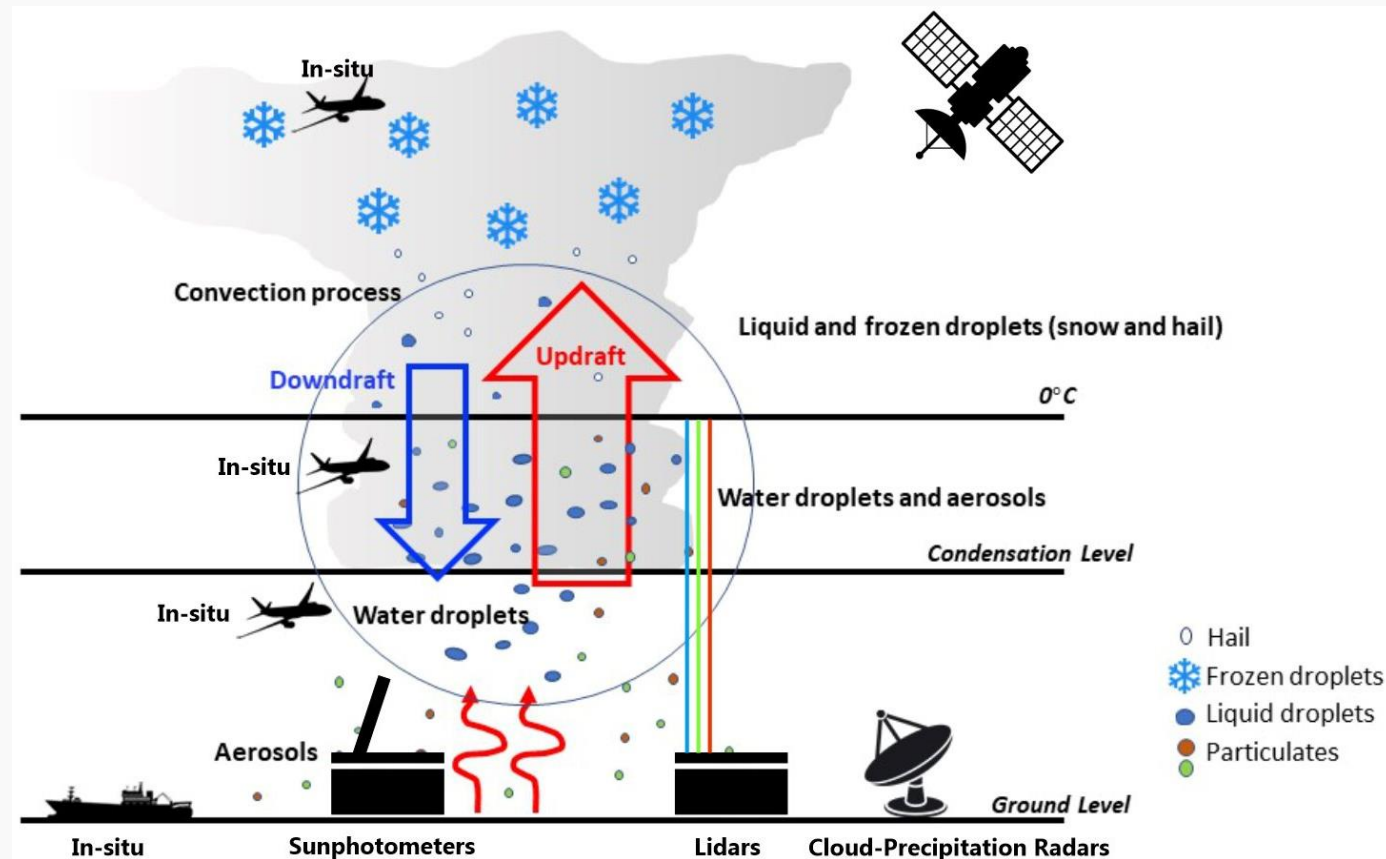 In-situ
Convection process
Liquid and frozen droplets (snow and hail)
Updraft
Downdraft
0°C
In-situ
Water droplets and aerosols
Condensation Level
In-situ
Water droplets
Hail
Frozen droplets
Liquid droplets
Particulates
Aerosols
Ground Level
In-situ
Sunphotometers
Lidars
Cloud-Precipitation Radars